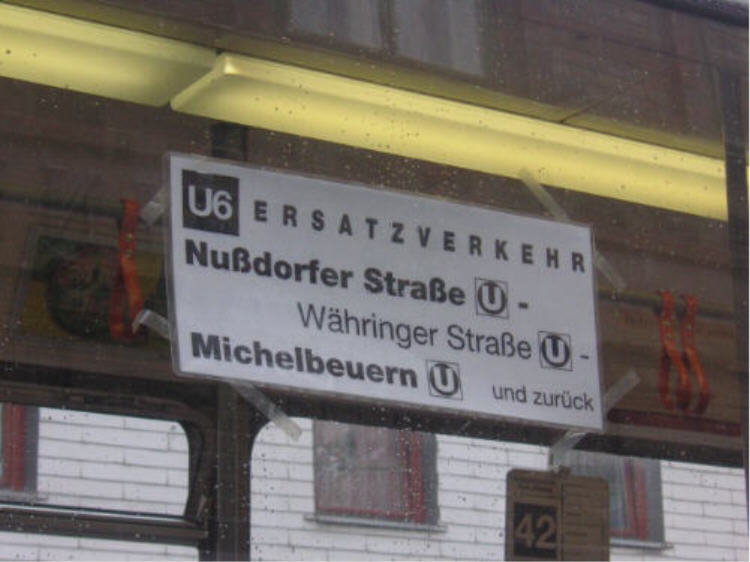 U6 ERSATZVERKEHR
Nußdorfer Straße U -
Währinger Straße U -
Michelbeuern U und zurück
42